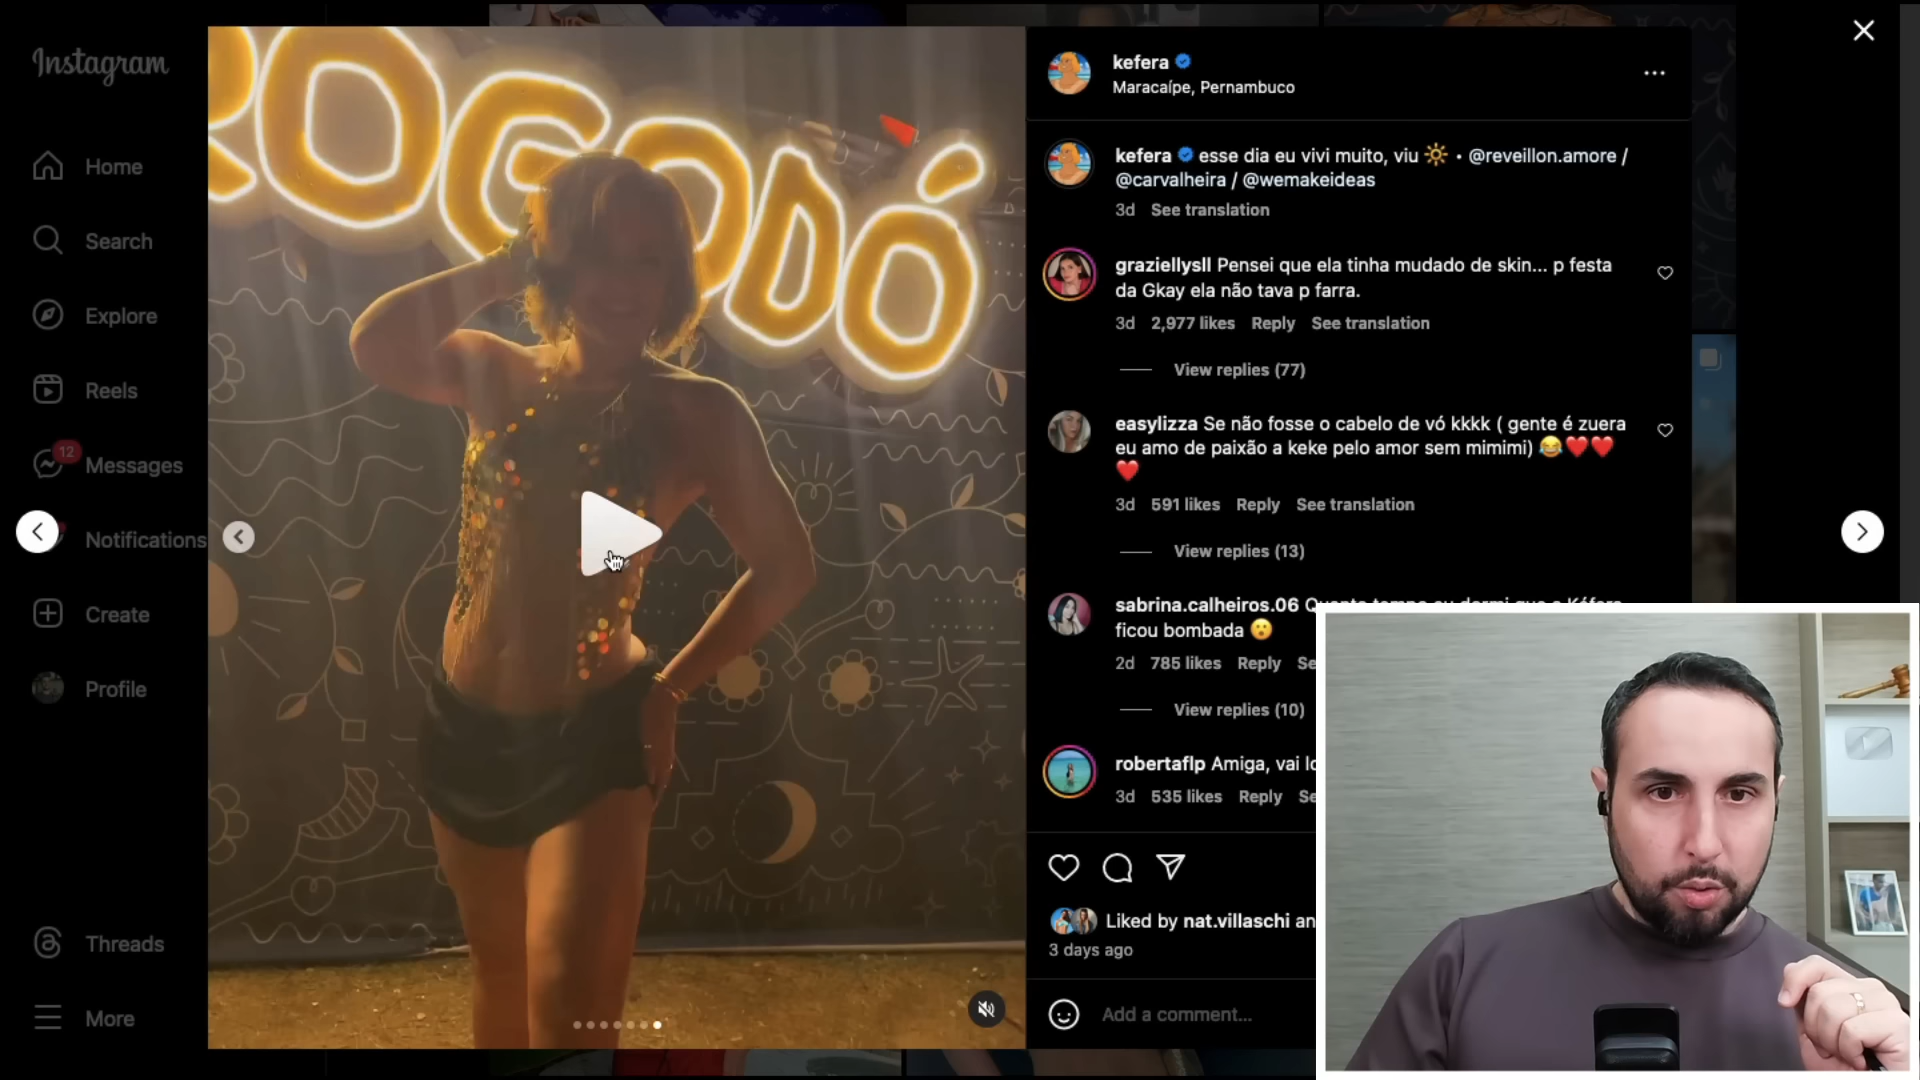 Instagram
Home
Search
Explore
Reels
12
Messages
Notifications
Create
Profile
Threads
More
OGODÓ
kefera
Maracaípe, Pernambuco
kefera esse dia eu vivi muito, viu ☀️ • @reveillon.amore /
@carvalheira / @wemakeideas
3d See translation
graziellysll Pensei que ela tinha mudado de skin... p festa
da Gkay ela não tava p farra.
3d 2,977 likes Reply See translation
View replies (77)
easylizza Se não fosse o cabelo de vó kkkk ( gente é zuera
eu amo de paixão a keke pelo amor sem mimimi) 😂❤️❤️
❤️
3d 591 likes Reply See translation
View replies (13)
sabrina.calheiros.06
ficou bombada 😮
2d 785 likes Reply Se
View replies (10)
robertaflp Amiga, vai lo
3d 535 likes Reply Se
Liked by nat.villaschi an
3 days ago
Add a comment...